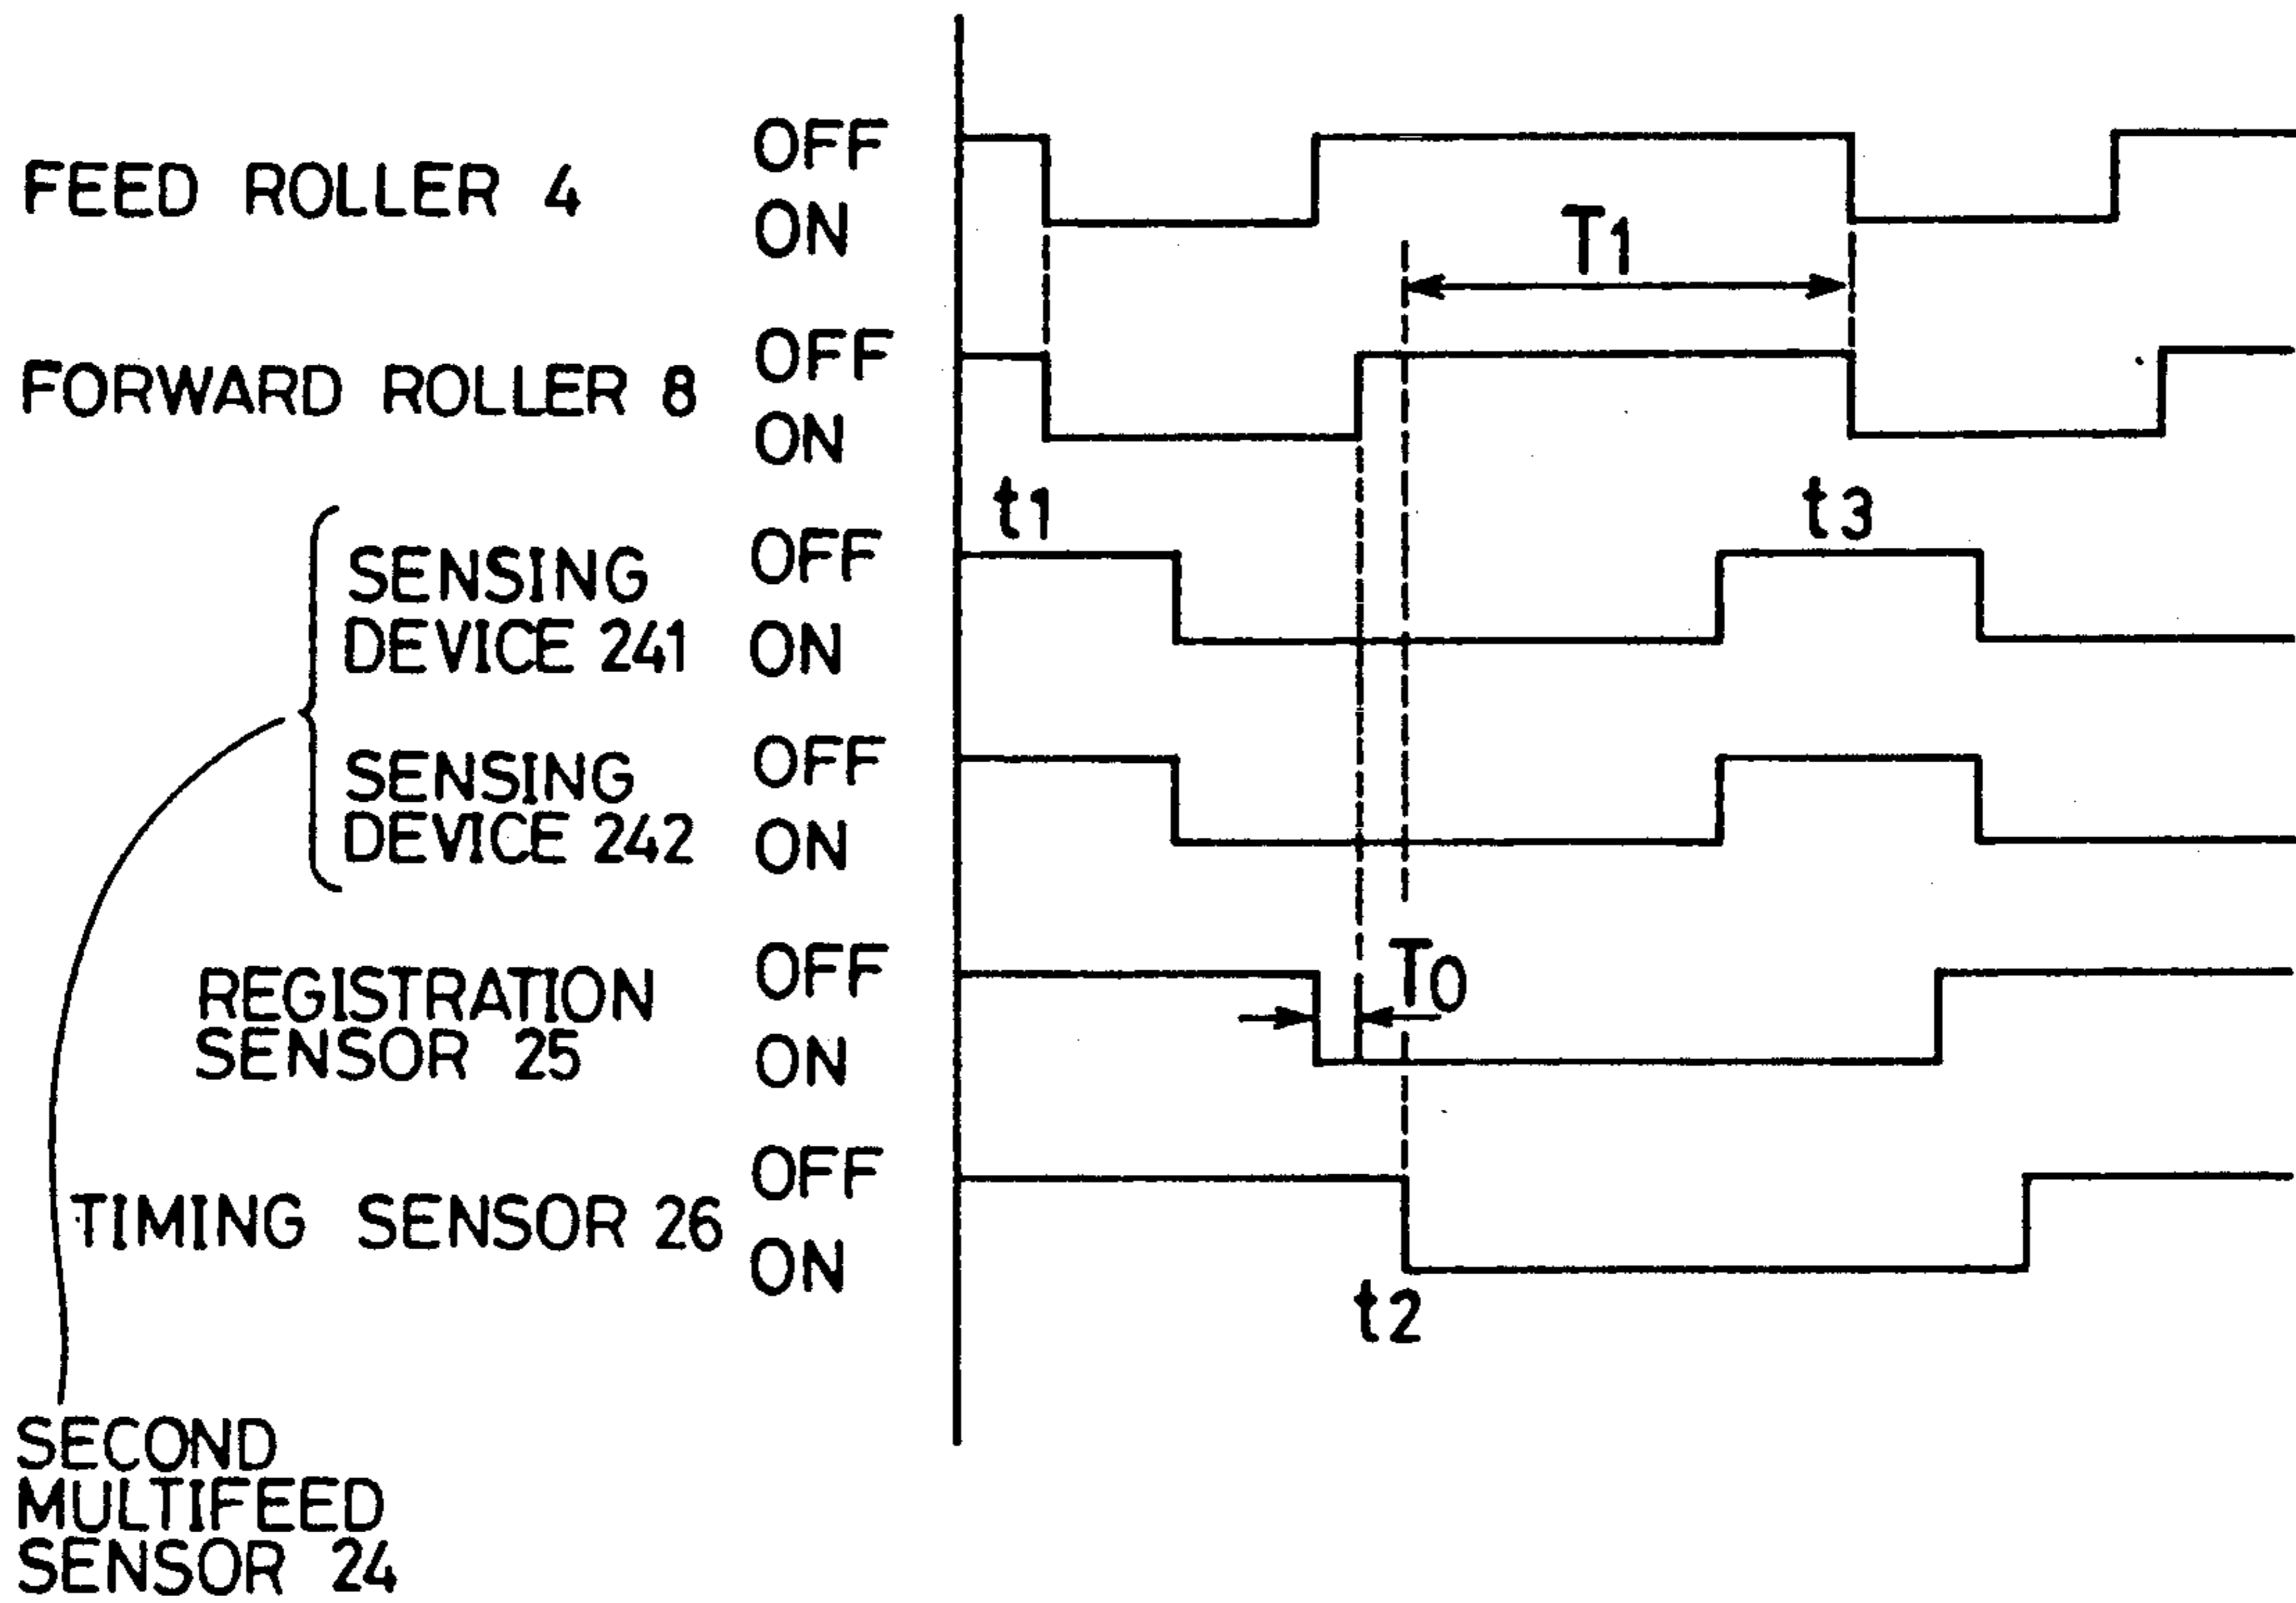 FEED ROLLER 4
OFF
ON
T1
FORWARD ROLLER 8
OFF
ON
t1
t3
SENSING
DEVICE 241
OFF
ON
SENSING
DEVICE 242
OFF
ON
REGISTRATION
SENSOR 25
OFF
ON
T0
TIMING SENSOR 26
OFF
ON
t2
SECOND
MULTIFEED
SENSOR 24